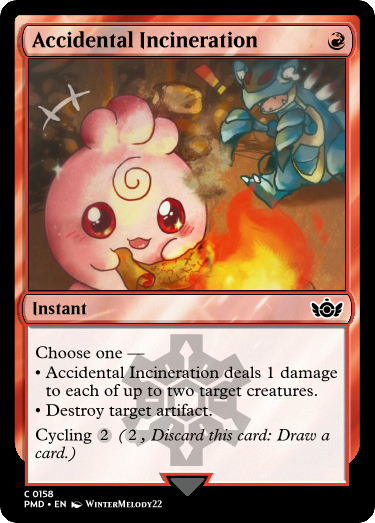 Accidental Incineration
Instant
Choose one —
• Accidental Incineration deals 1 damage
to each of up to two target creatures.
• Destroy target artifact.
Cycling 2 (2, Discard this card: Draw a
card.)
C 0158
PMD • EN WinterMelody22